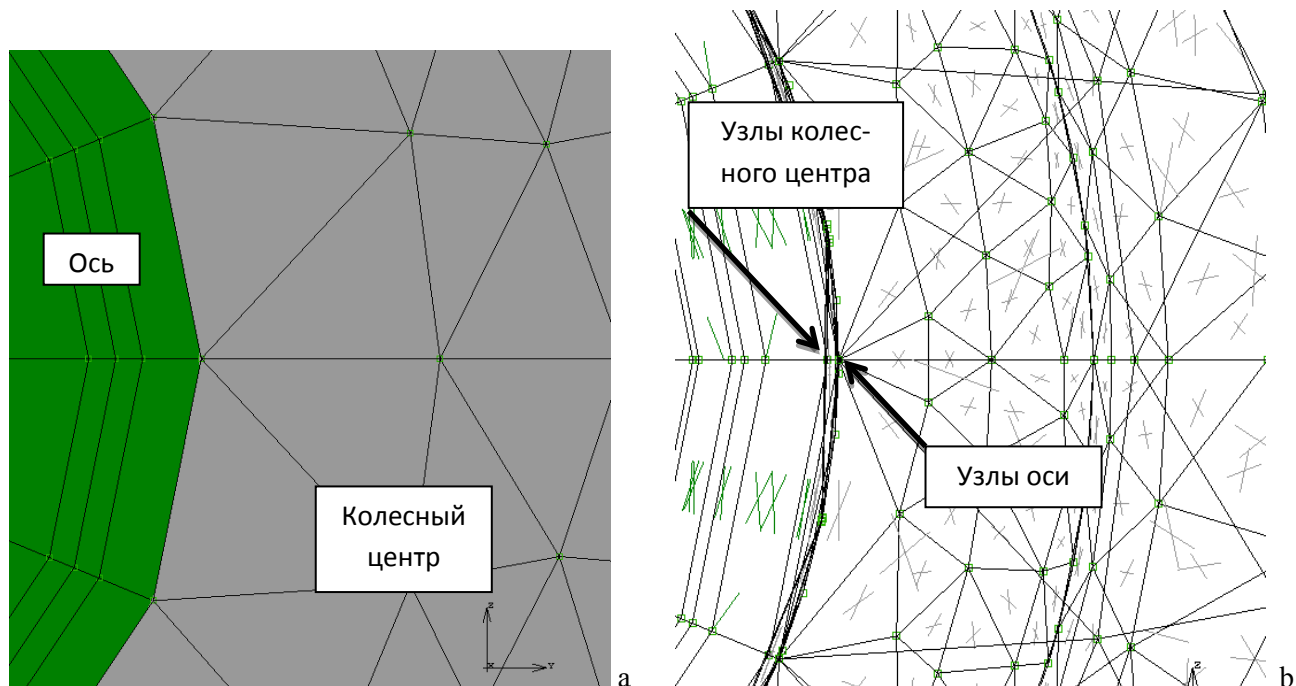 Ось
Колесный
центр
z
x
Y
a
Узлы колес-
ного центра
Узлы оси
z
b